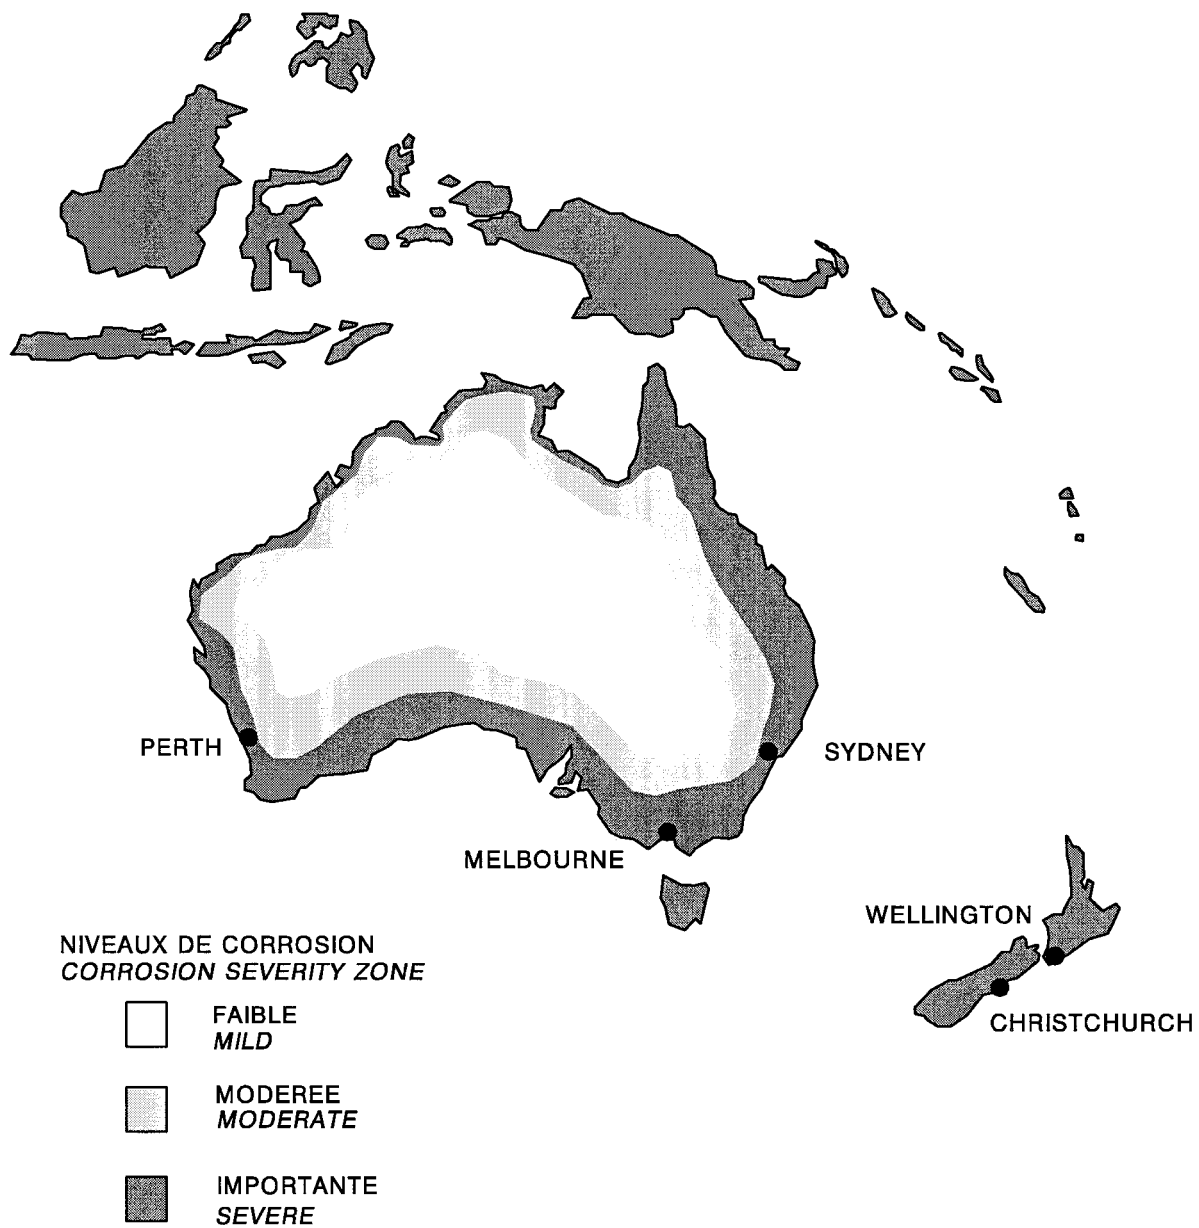 PERTH
SYDNEY
MELBOURNE
WELLINGTON
CHRISTCHURCH
NIVEAUX DE CORROSION
CORROSION SEVERITY ZONE
FAIBLE
MILD
MODEREE
MODERATE
IMPORTANTE
SEVERE